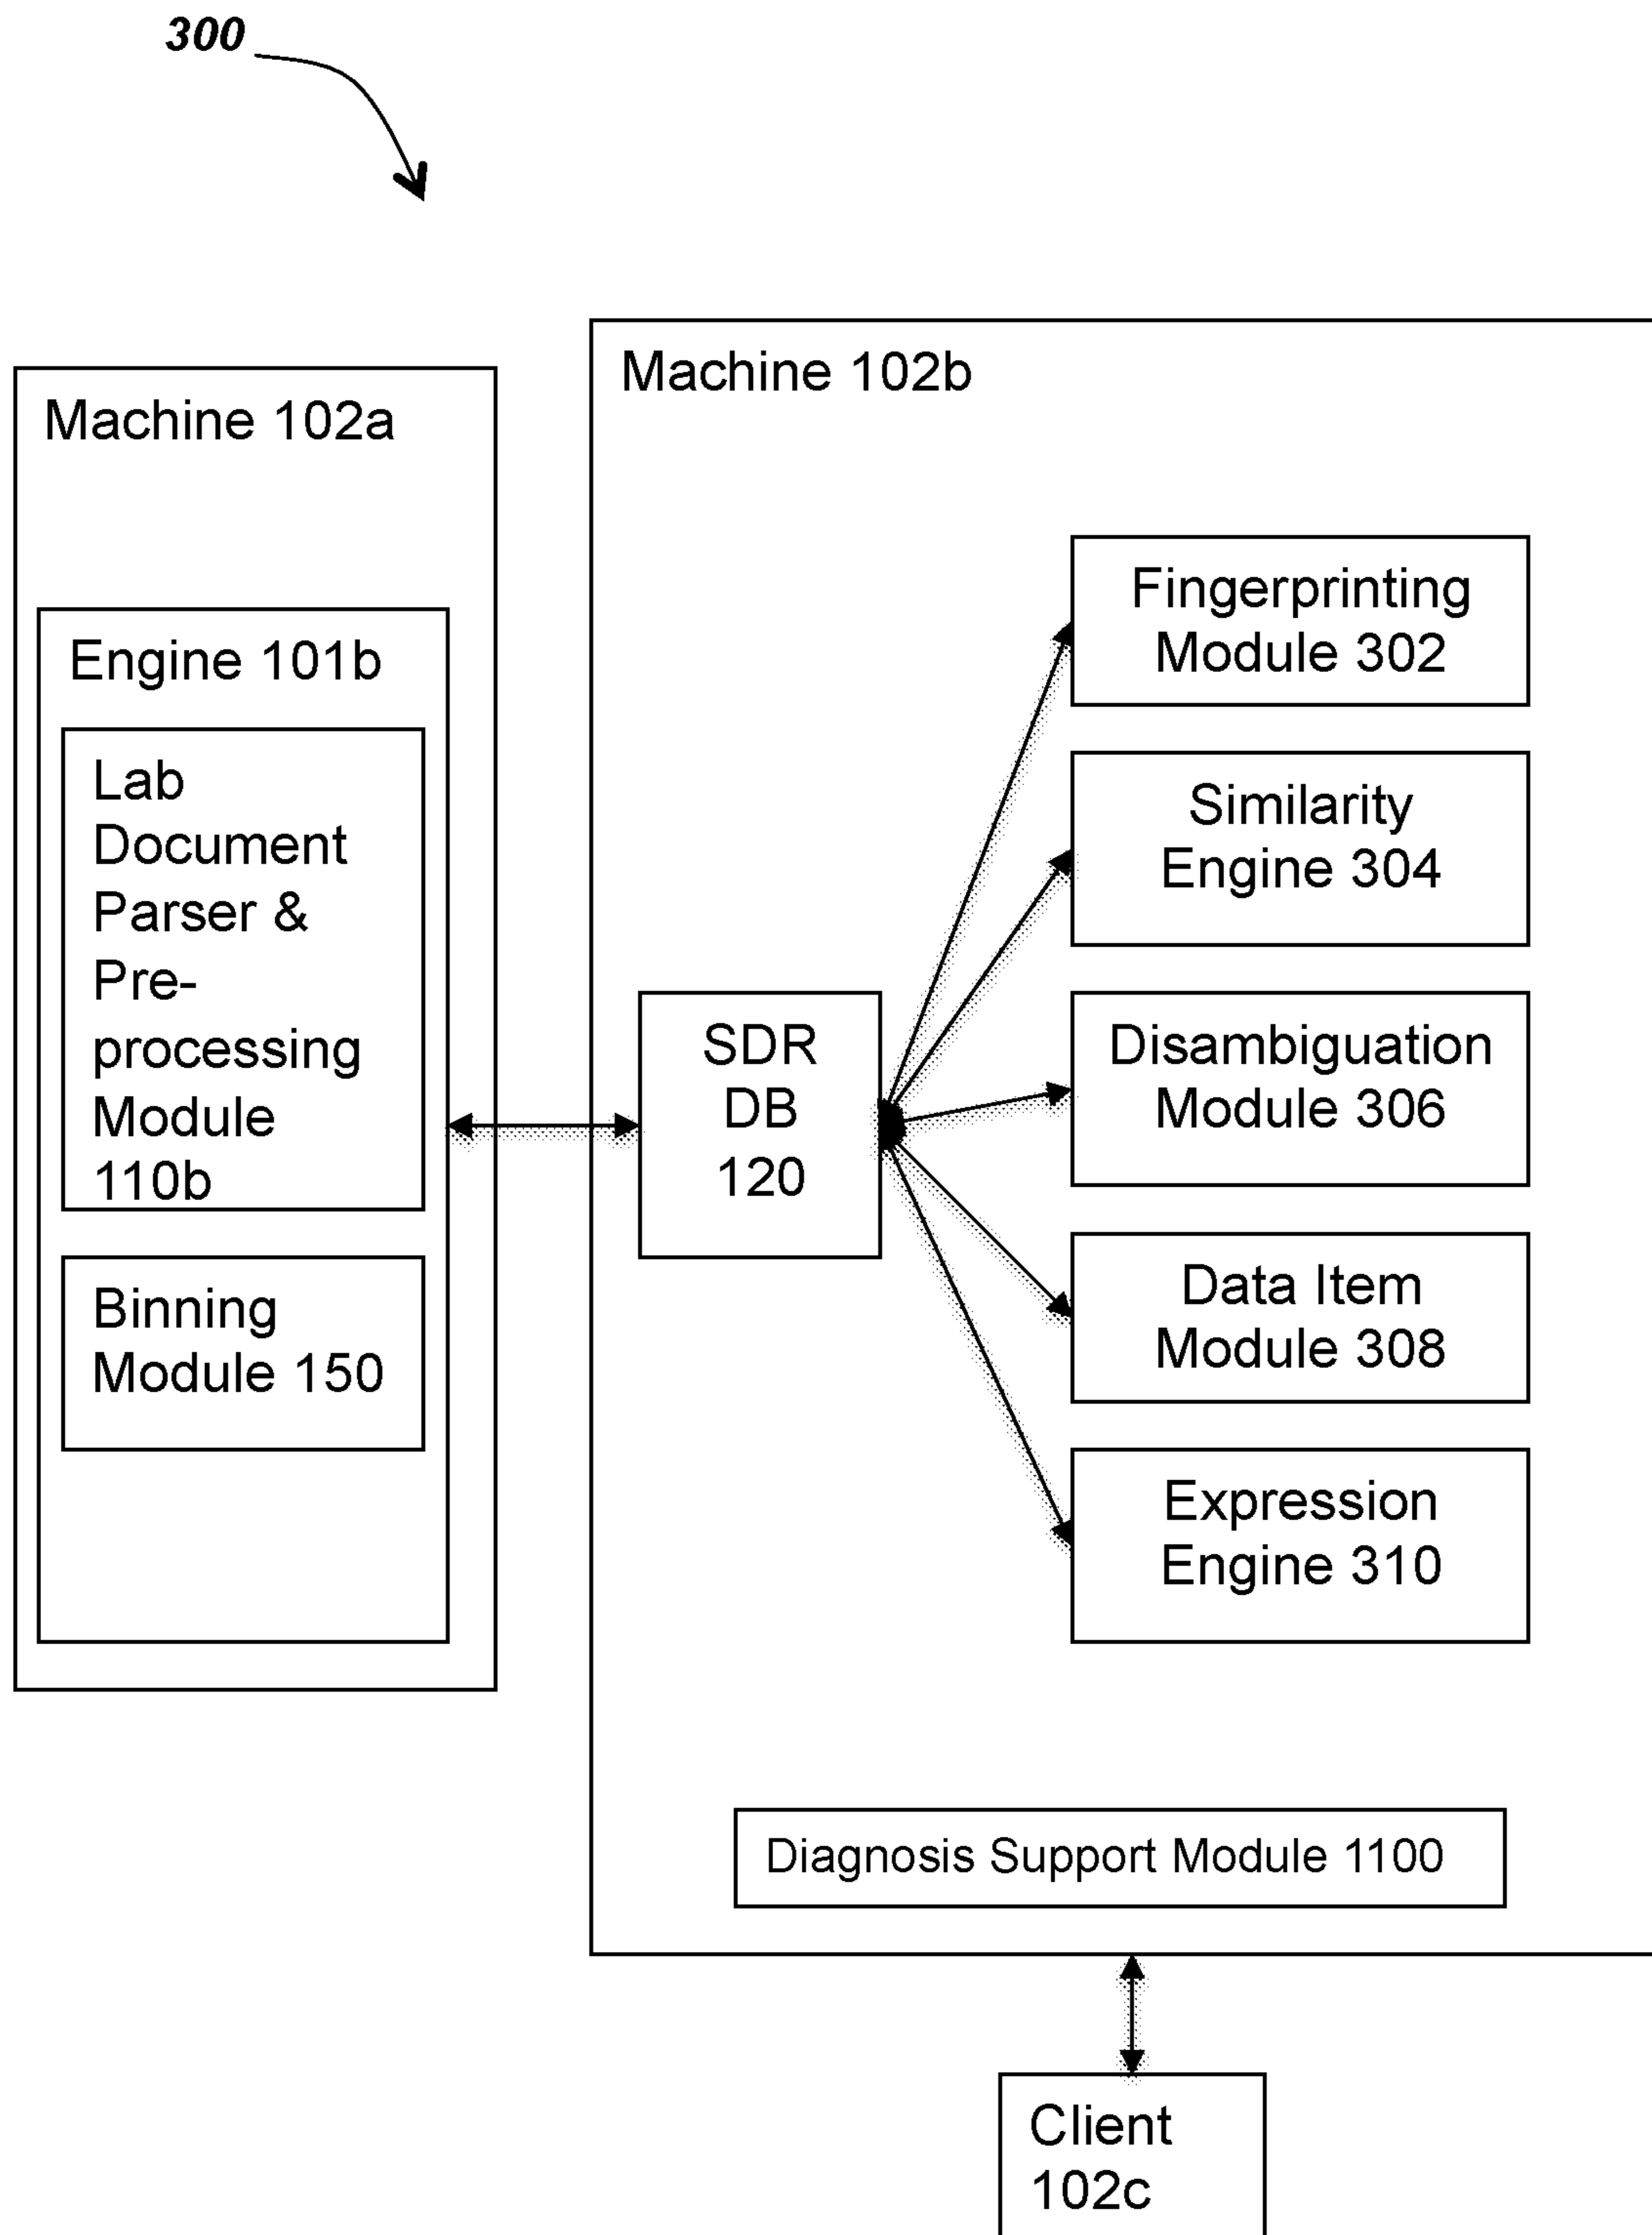 300
Machine 102a
Engine 101b
Lab
Document
Parser &
Pre-
processing
Module
110b
Binning
Module 150
Machine 102b
SDR
DB
120
Fingerprinting
Module 302
Similarity
Engine 304
Disambiguation
Module 306
Data Item
Module 308
Expression
Engine 310
Diagnosis Support Module 1100
Client
102c